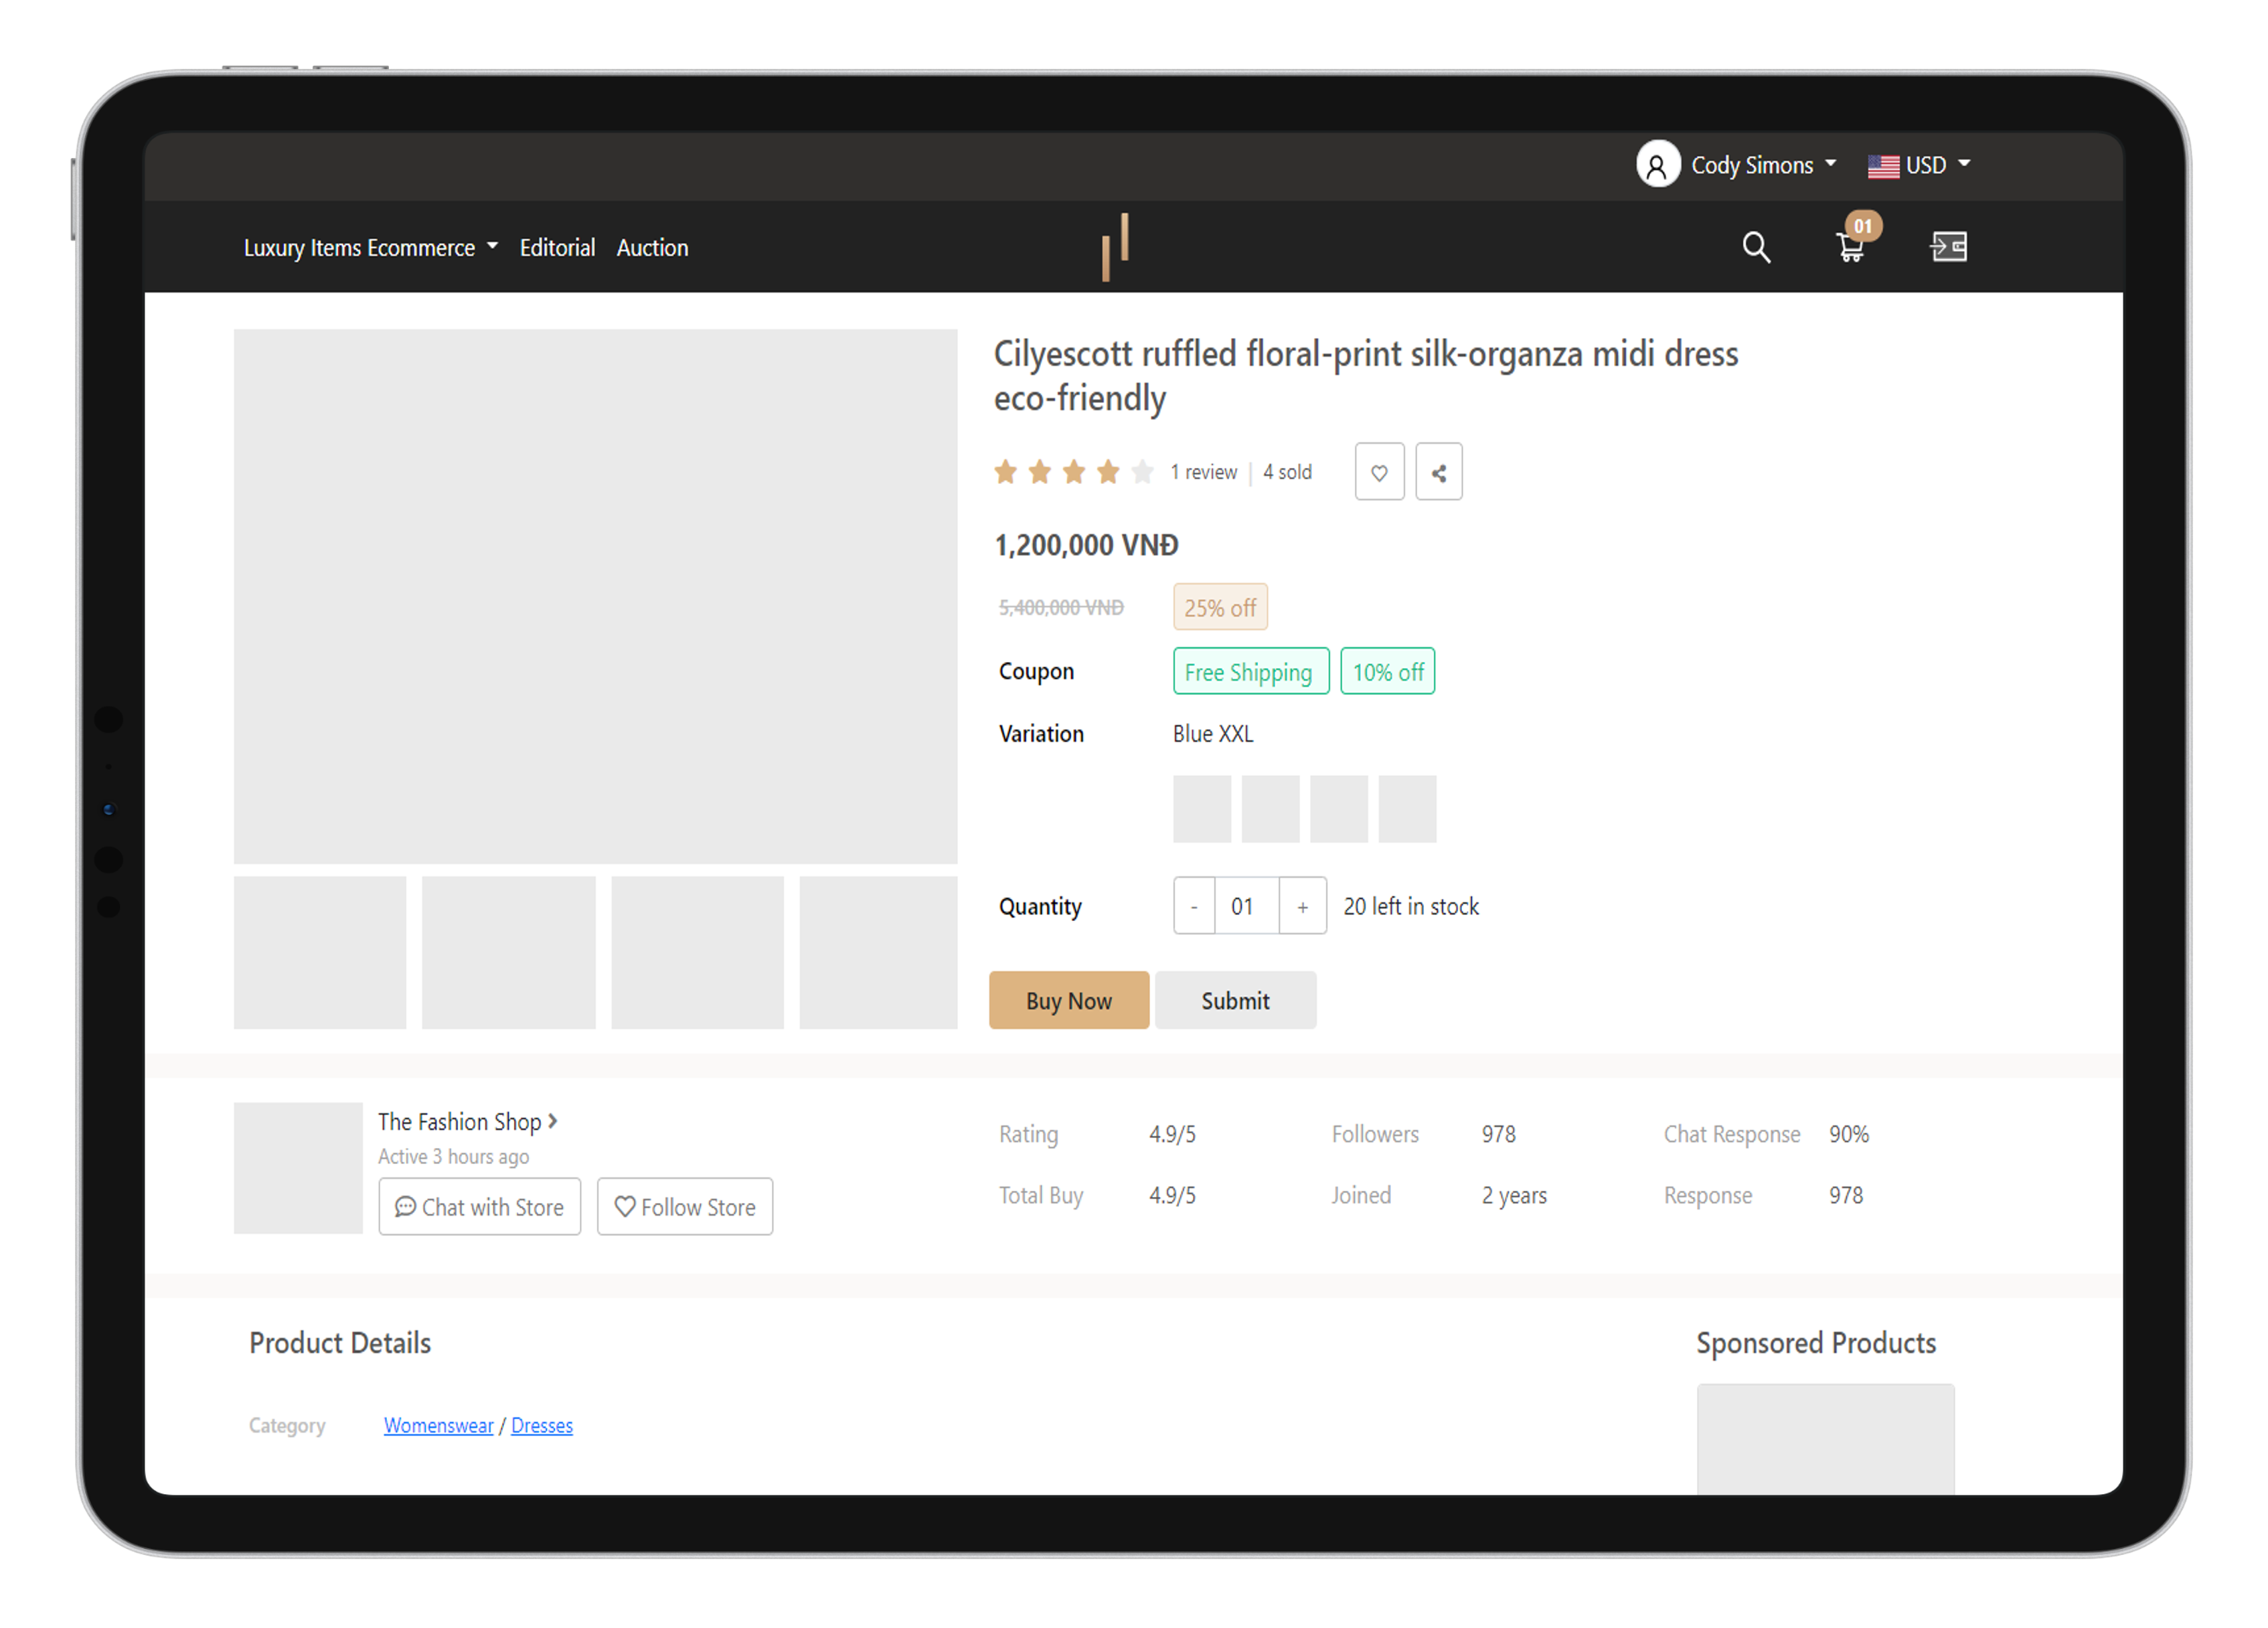 Cody Simons
USD
Luxury Items Ecommerce
Editorial
Auction
01
Cilyescott ruffled floral-print silk-organza midi dress
eco-friendly
1 review | 4 sold
1,200,000 VNĐ
5,400,000 VNĐ
25% off
Coupon
Free Shipping
10% off
Variation
Blue XXL
Quantity
- 01 +
20 left in stock
Buy Now
Submit
The Fashion Shop
Active 3 hours ago
Chat with Store
Follow Store
Rating 4.9/5
Followers 978
Chat Response 90%
Total Buy 4.9/5
Joined 2 years
Response 978
Product Details
Sponsored Products
Category
Womenswear / Dresses